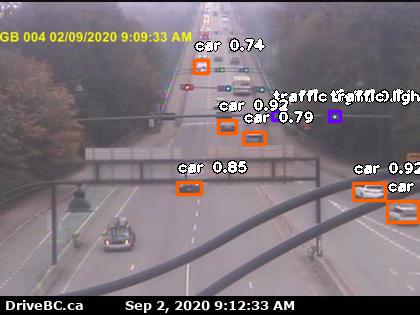 GB 004 02/09/2020 9:09:33 AM
car 0.74
traffic
car 0.92
car 0.79
car 0.85
car 0.92
car
DriveBC.ca Sep 2, 2020 9:12:33 AM